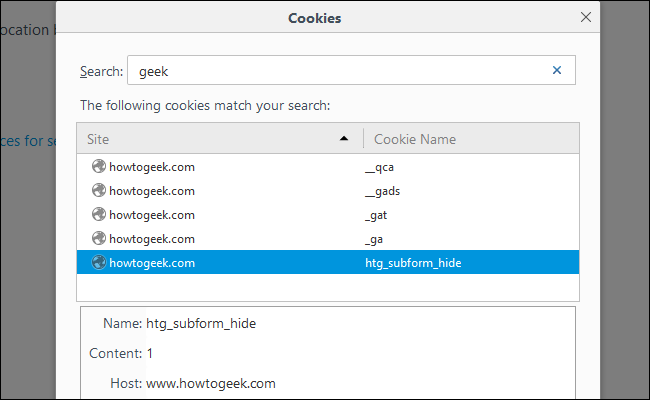 Cookies
ocation b
Search: geek
The following cookies match your search:
ces for se
Site Cookie Name
howtogeek.com __qca
howtogeek.com __gads
howtogeek.com _gat
howtogeek.com _ga
howtogeek.com htg_subform_hide
Name: htg_subform_hide
Content: 1
Host: www.howtogeek.com